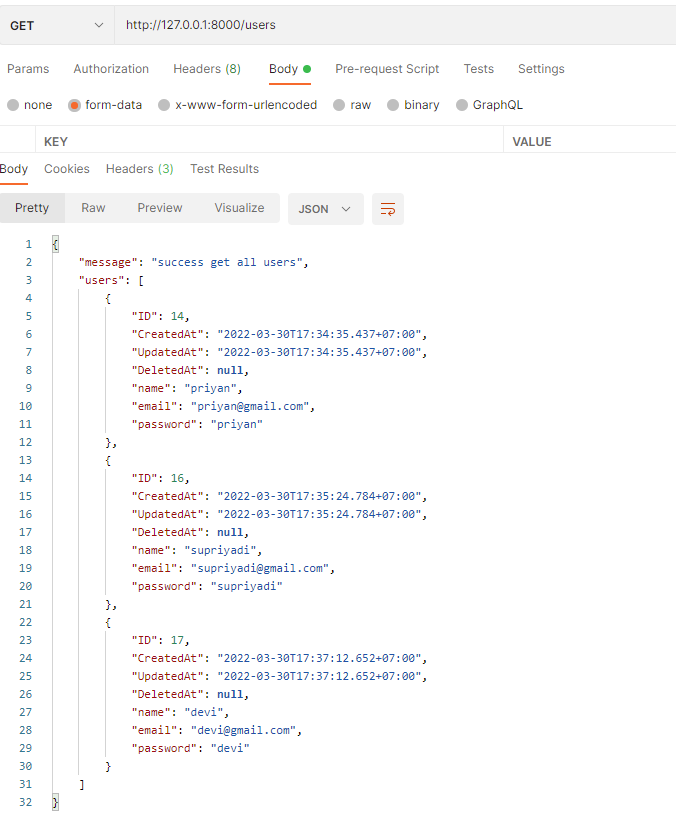 GET http://127.0.0.1:8000/users
Params Authorization Headers (8) Body Pre-request Script Tests Settings
none form-data x-www-form-urlencoded raw binary GraphQL
KEY VALUE
Body Cookies Headers (3) Test Results
Pretty Raw Preview Visualize JSON
1 {
2 "message": "success get all users",
3 "users": [
4 {
5 "ID": 14,
6 "CreatedAt": "2022-03-30T17:34:35.437+07:00",
7 "UpdatedAt": "2022-03-30T17:34:35.437+07:00",
8 "DeletedAt": null,
9 "name": "priyan",
10 "email": "priyan@gmail.com",
11 "password": "priyan"
12 },
13 {
14 "ID": 16,
15 "CreatedAt": "2022-03-30T17:35:24.784+07:00",
16 "UpdatedAt": "2022-03-30T17:35:24.784+07:00",
17 "DeletedAt": null,
18 "name": "supriyadi",
19 "email": "supriyadi@gmail.com",
20 "password": "supriyadi"
21 },
22 {
23 "ID": 17,
24 "CreatedAt": "2022-03-30T17:37:12.652+07:00",
25 "UpdatedAt": "2022-03-30T17:37:12.652+07:00",
26 "DeletedAt": null,
27 "name": "devi",
28 "email": "devi@gmail.com",
29 "password": "devi"
30 }
31 ]
32 }